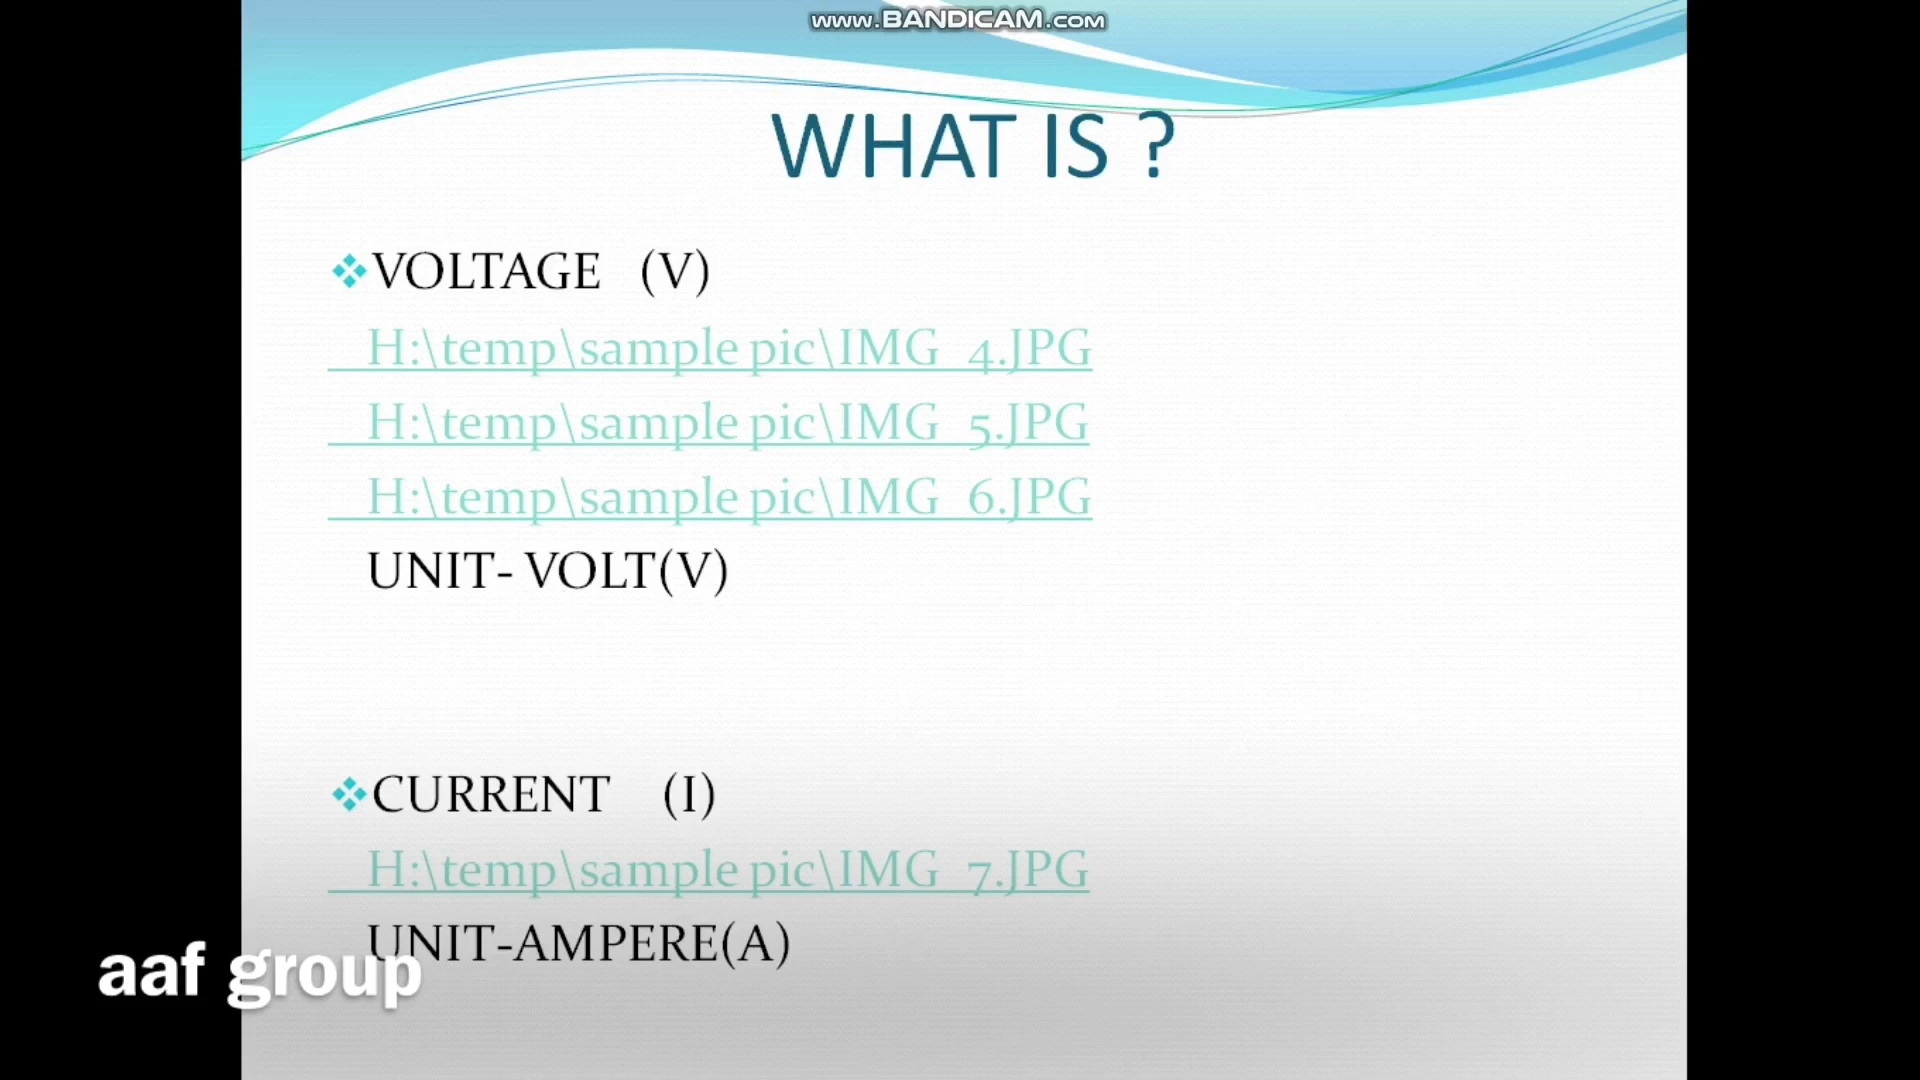 www.BANDICAM.com
WHAT IS ?
VOLTAGE (V)
H:\temp\sample pic\IMG_4.JPG
H:\temp\sample pic\IMG_5.JPG
H:\temp\sample pic\IMG_6.JPG
UNIT- VOLT(V)
CURRENT (I)
H:\temp\sample pic\IMG_7.JPG
UNIT-AMPERE(A)
aaf group